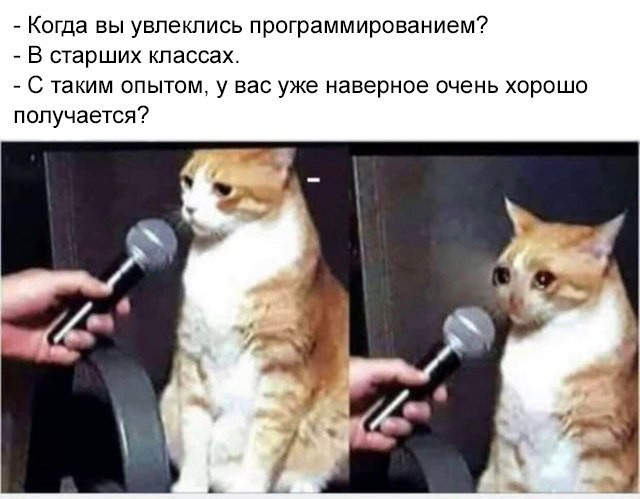 - Когда вы увлеклись программированием?
- В старших классах.
- С таким опытом, у вас уже наверное очень хорошо
получается?
-